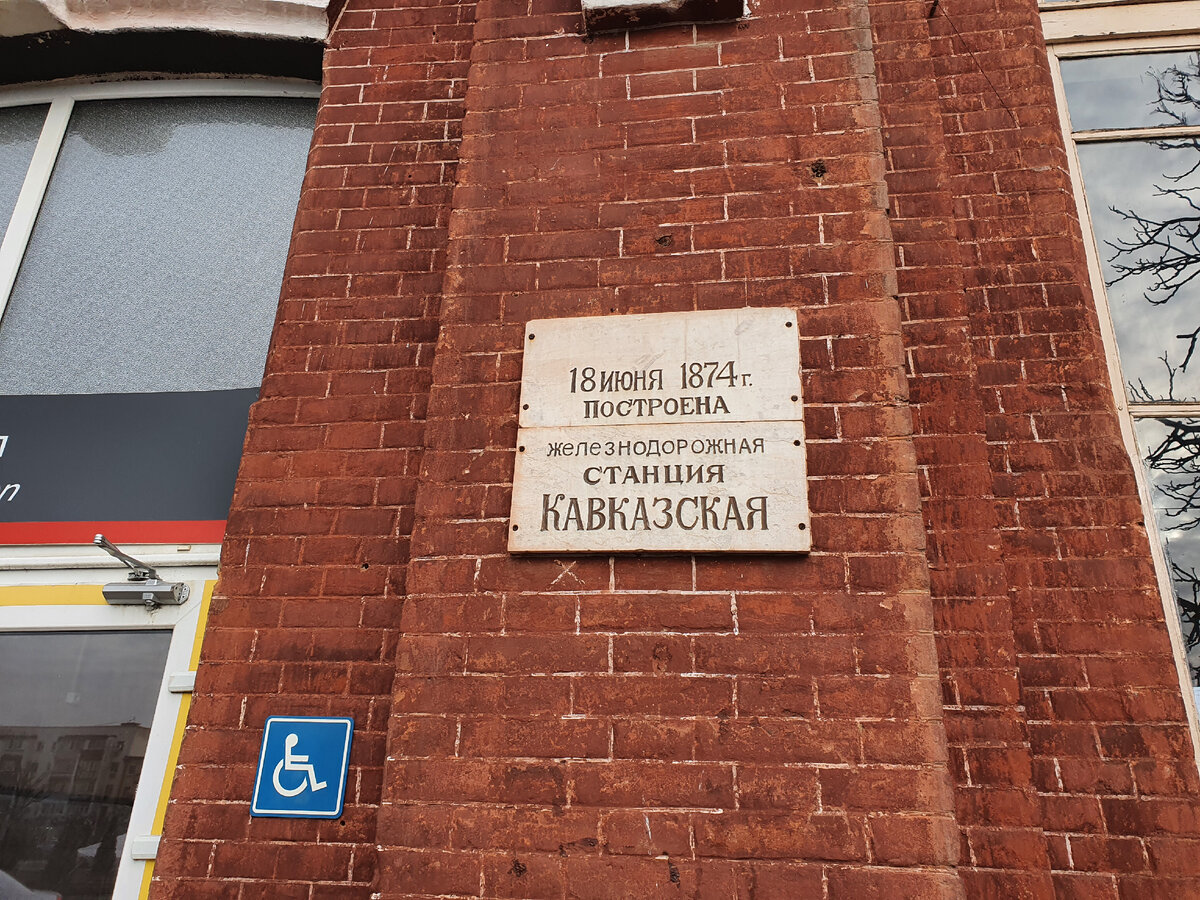 18 ИЮНЯ 1874 г.
ПОСТРОЕНА
ЖЕЛЕЗНОДОРОЖНАЯ
СТАНЦИЯ
КАВКАЗСКАЯ